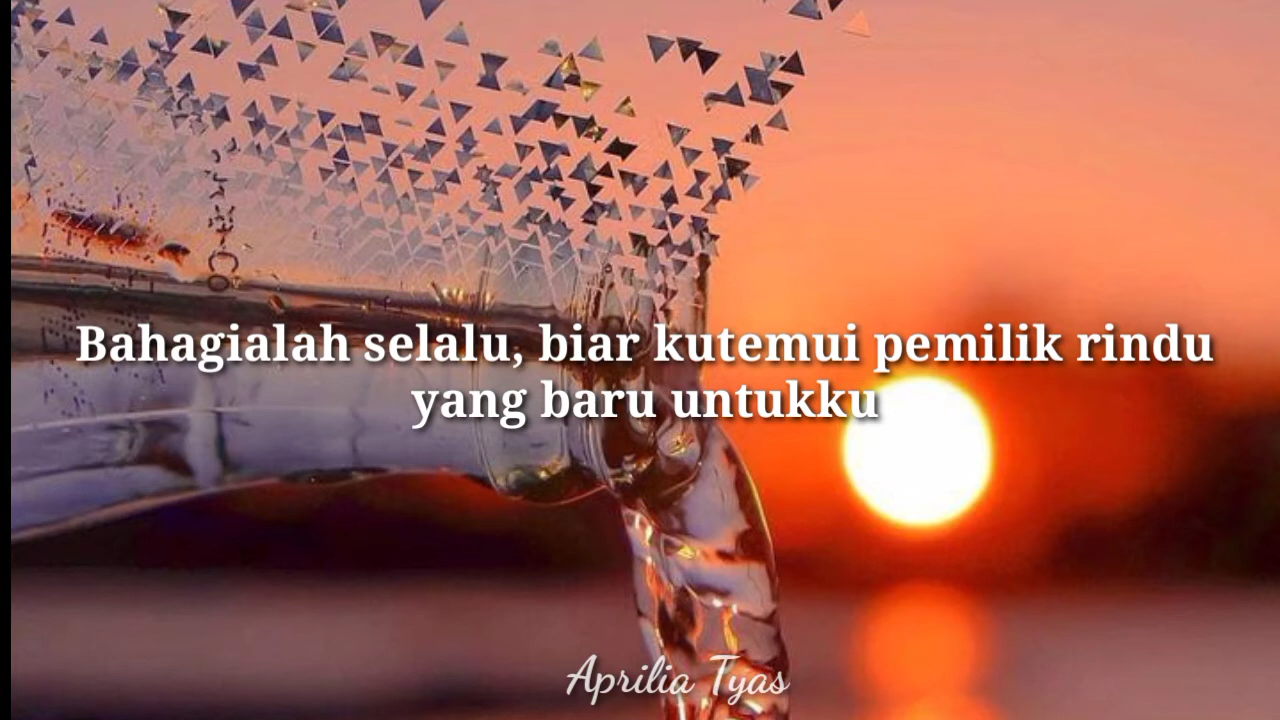 Bahagialah selalu, biar kutemui pemilik rindu
yang baru untukku
Aprilia Tyas